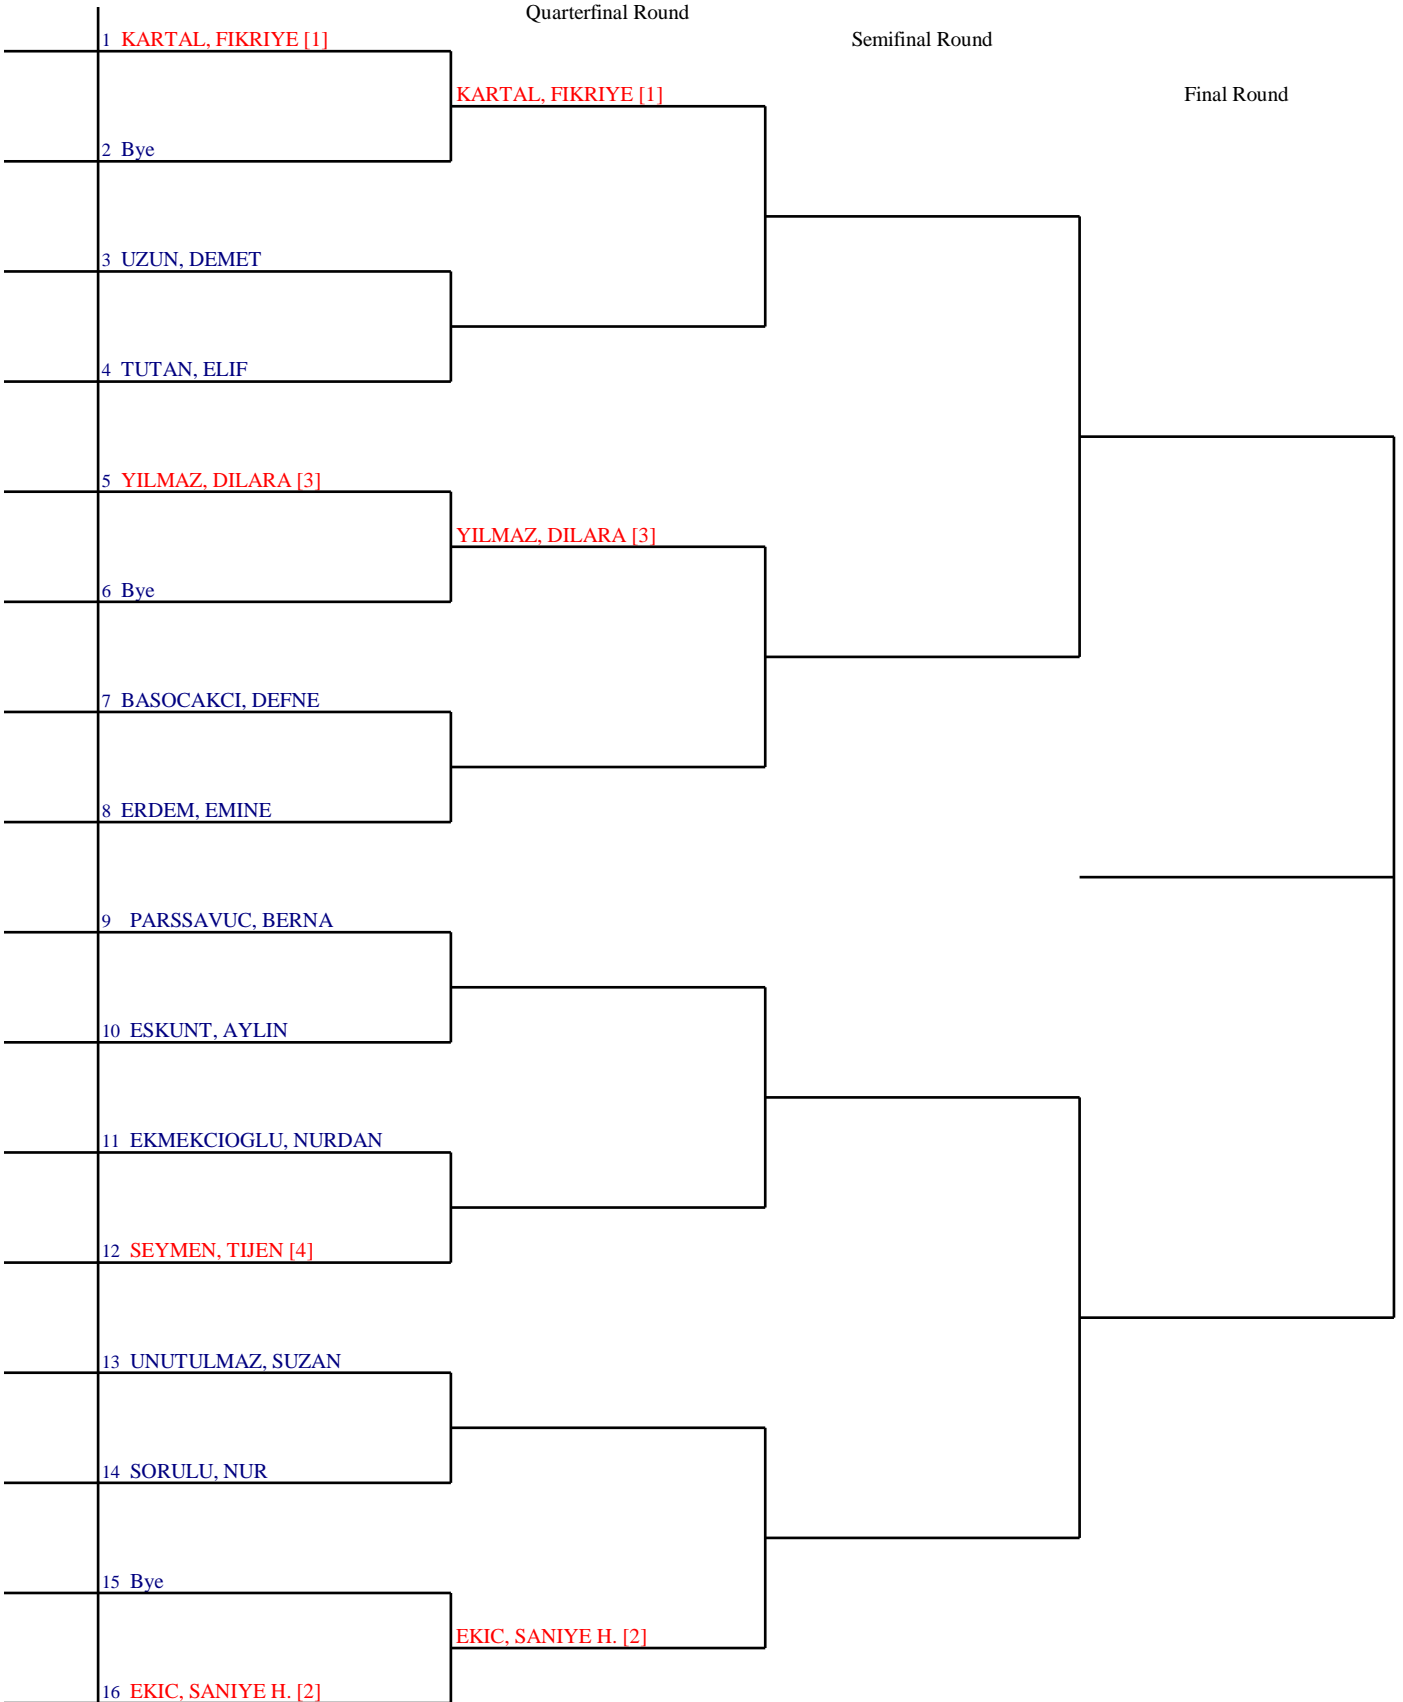 Quarterfinal Round
1 KARTAL, FIKRIYE [1]
Semifinal Round
KARTAL, FIKRIYE [1]
Final Round
2 Bye
3 UZUN, DEMET
4 TUTAN, ELIF
5 YILMAZ, DILARA [3]
YILMAZ, DILARA [3]
6 Bye
7 BASOCAKCI, DEFNE
8 ERDEM, EMINE
9 PARSSAVUC, BERNA
10 ESKUNT, AYLIN
11 EKMEKCIOGLU, NURDAN
12 SEYMEN, TIJEN [4]
13 UNUTULMAZ, SUZAN
14 SORULU, NUR
15 Bye
EKIC, SANIYE H. [2]
16 EKIC, SANIYE H. [2]